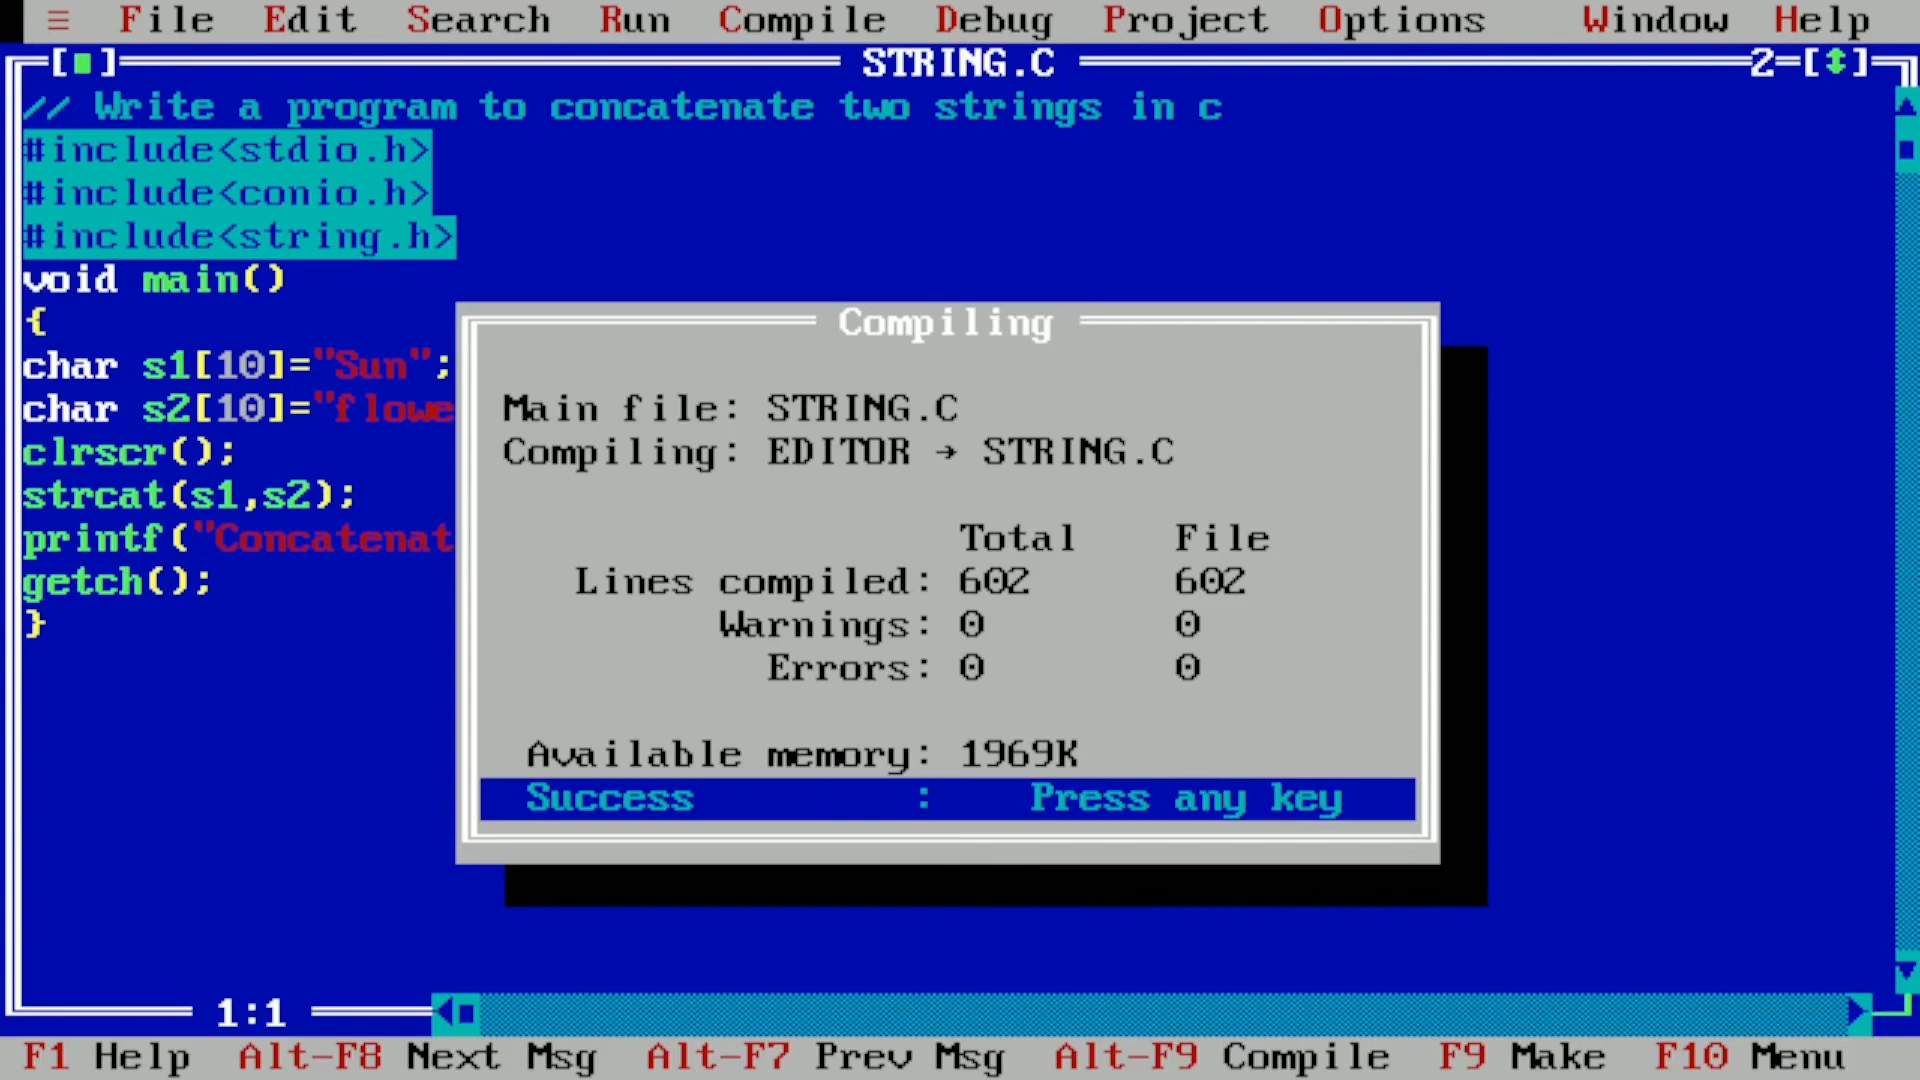 ≡ File Edit Search Run Compile Debug Project Options Window Help
[■] STRING.C 2=[↕]
// Write a program to concatenate two strings in c
#include<stdio.h>
#include<conio.h>
#include<string.h>
void main()
{
char s1[10]="Sun";
char s2[10]="flowe
clrscr();
strcat(s1,s2);
printf("Concatenat
getch();
}
Compiling
Main file: STRING.C
Compiling: EDITOR → STRING.C
Total File
Lines compiled: 602 602
Warnings: 0 0
Errors: 0 0
Available memory: 1969K
Success : Press any key
1:1
F1 Help Alt-F8 Next Msg Alt-F7 Prev Msg Alt-F9 Compile F9 Make F10 Menu